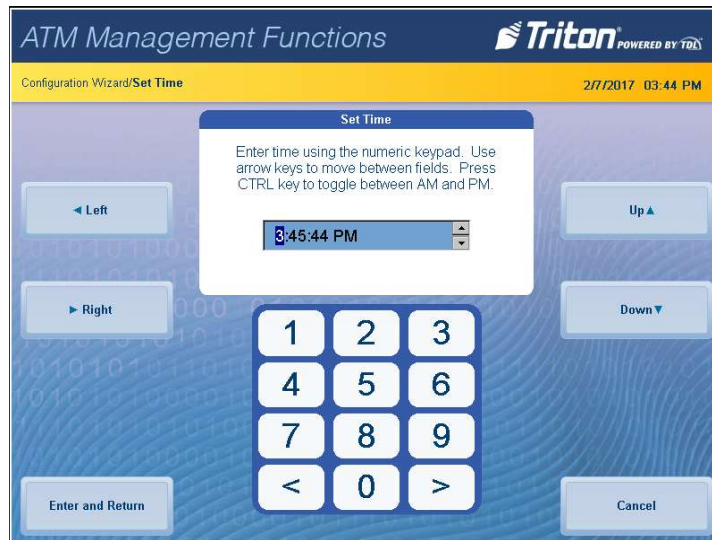 ATM Management Functions
Triton POWERED BY TDL
Configuration Wizard/Set Time
2/7/2017 03:44 PM
Set Time
Enter time using the numeric keypad. Use
arrow keys to move between fields. Press
CTRL key to toggle between AM and PM.
◄ Left
Up▲
3:45:44 PM
► Right
Down▼
1 2 3
4 5 6
7 8 9
< 0 >
Enter and Return
Cancel